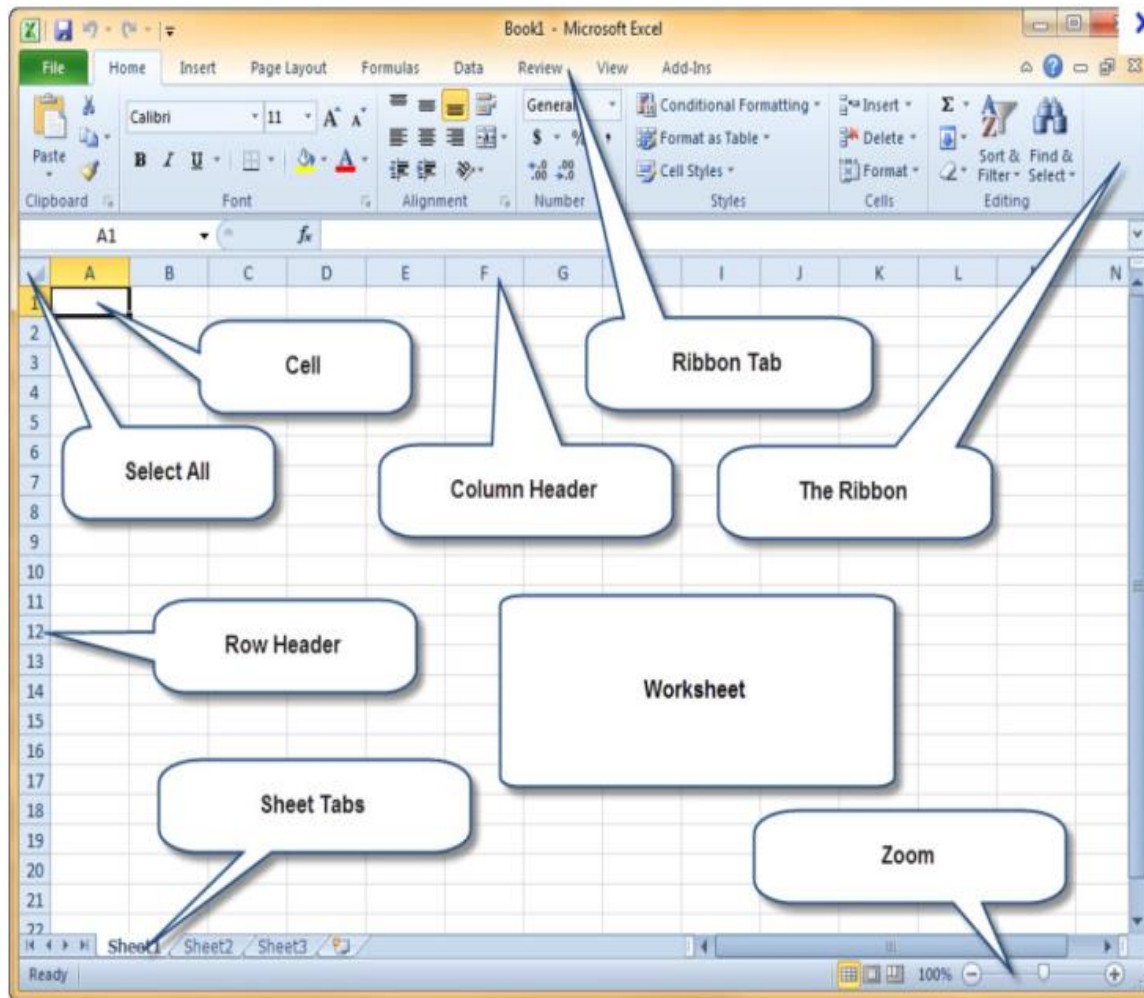 Book1 - Microsoft Excel
File Home Insert Page Layout Formulas Data Review View Add-Ins
Calibri 11 A A General Conditional Formatting Insert Σ
Paste B I U A $ % , Format as Table Delete Sort & Find &
Cell Styles Format Filter Select
Clipboard Font Alignment Number Styles Cells Editing
A1 fx
A B C D E F G I J K L N
1
2
3
4
5
6
7
8
9
10
11
12
13
14
15
16
17
18
19
20
21
22
Cell
Ribbon Tab
Select All
Column Header
The Ribbon
Row Header
Worksheet
Sheet Tabs
Zoom
Sheet1 Sheet2 Sheet3
Ready 100%